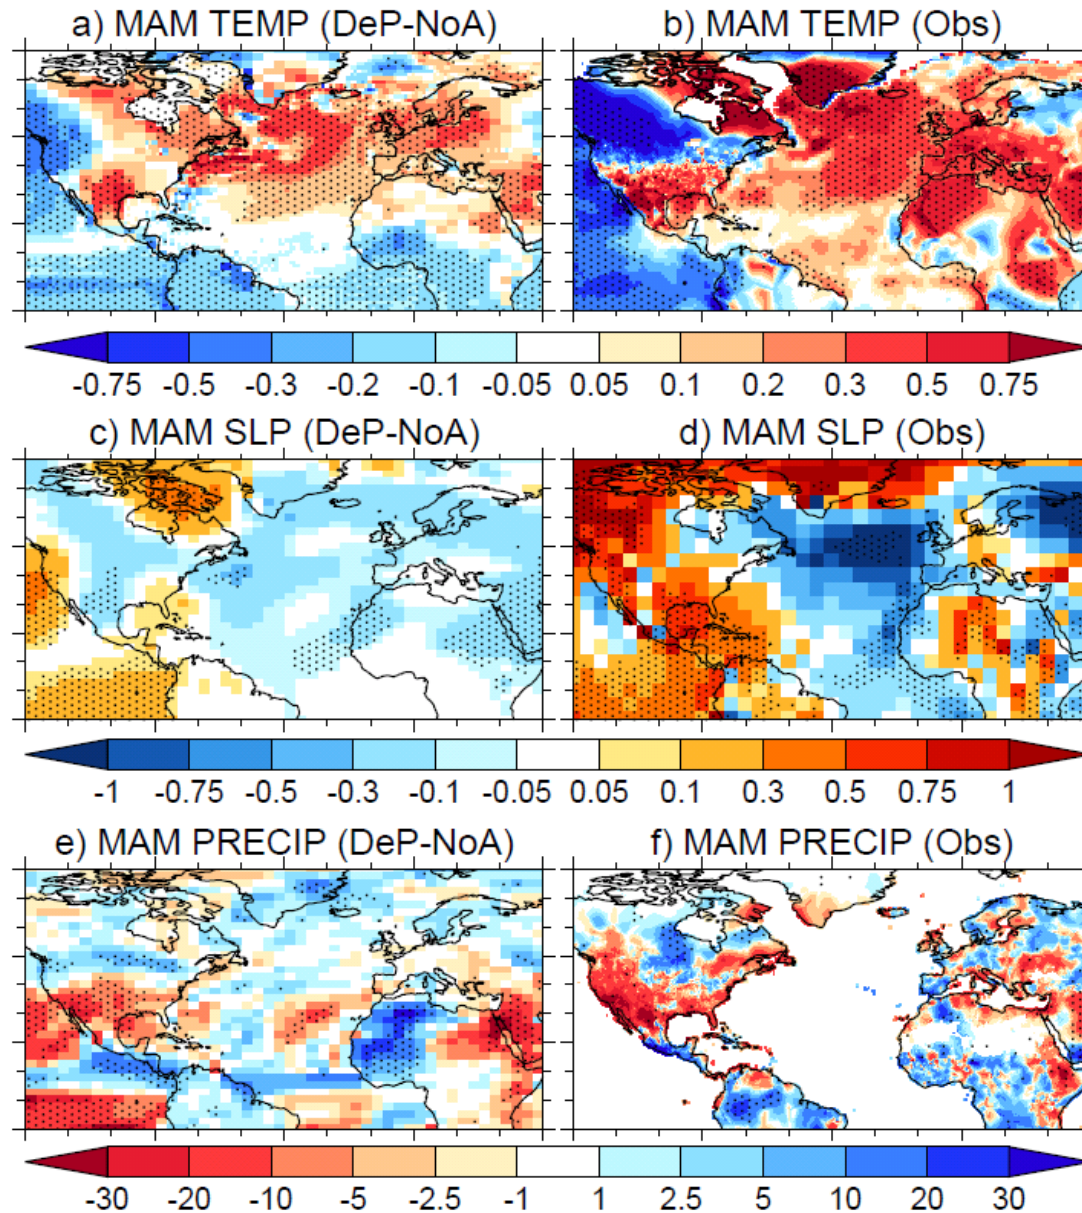 a) MAM TEMP (DeP-NoA) b) MAM TEMP (Obs)
-0.75 -0.5 -0.3 -0.2 -0.1 -0.05 0.05 0.1 0.2 0.3 0.5 0.75
c) MAM SLP (DeP-NoA) d) MAM SLP (Obs)
-1 -0.75 -0.5 -0.3 -0.1 -0.05 0.05 0.1 0.3 0.5 0.75 1
e) MAM PRECIP (DeP-NoA) f) MAM PRECIP (Obs)
-30 -20 -10 -5 -2.5 -1 1 2.5 5 10 20 30